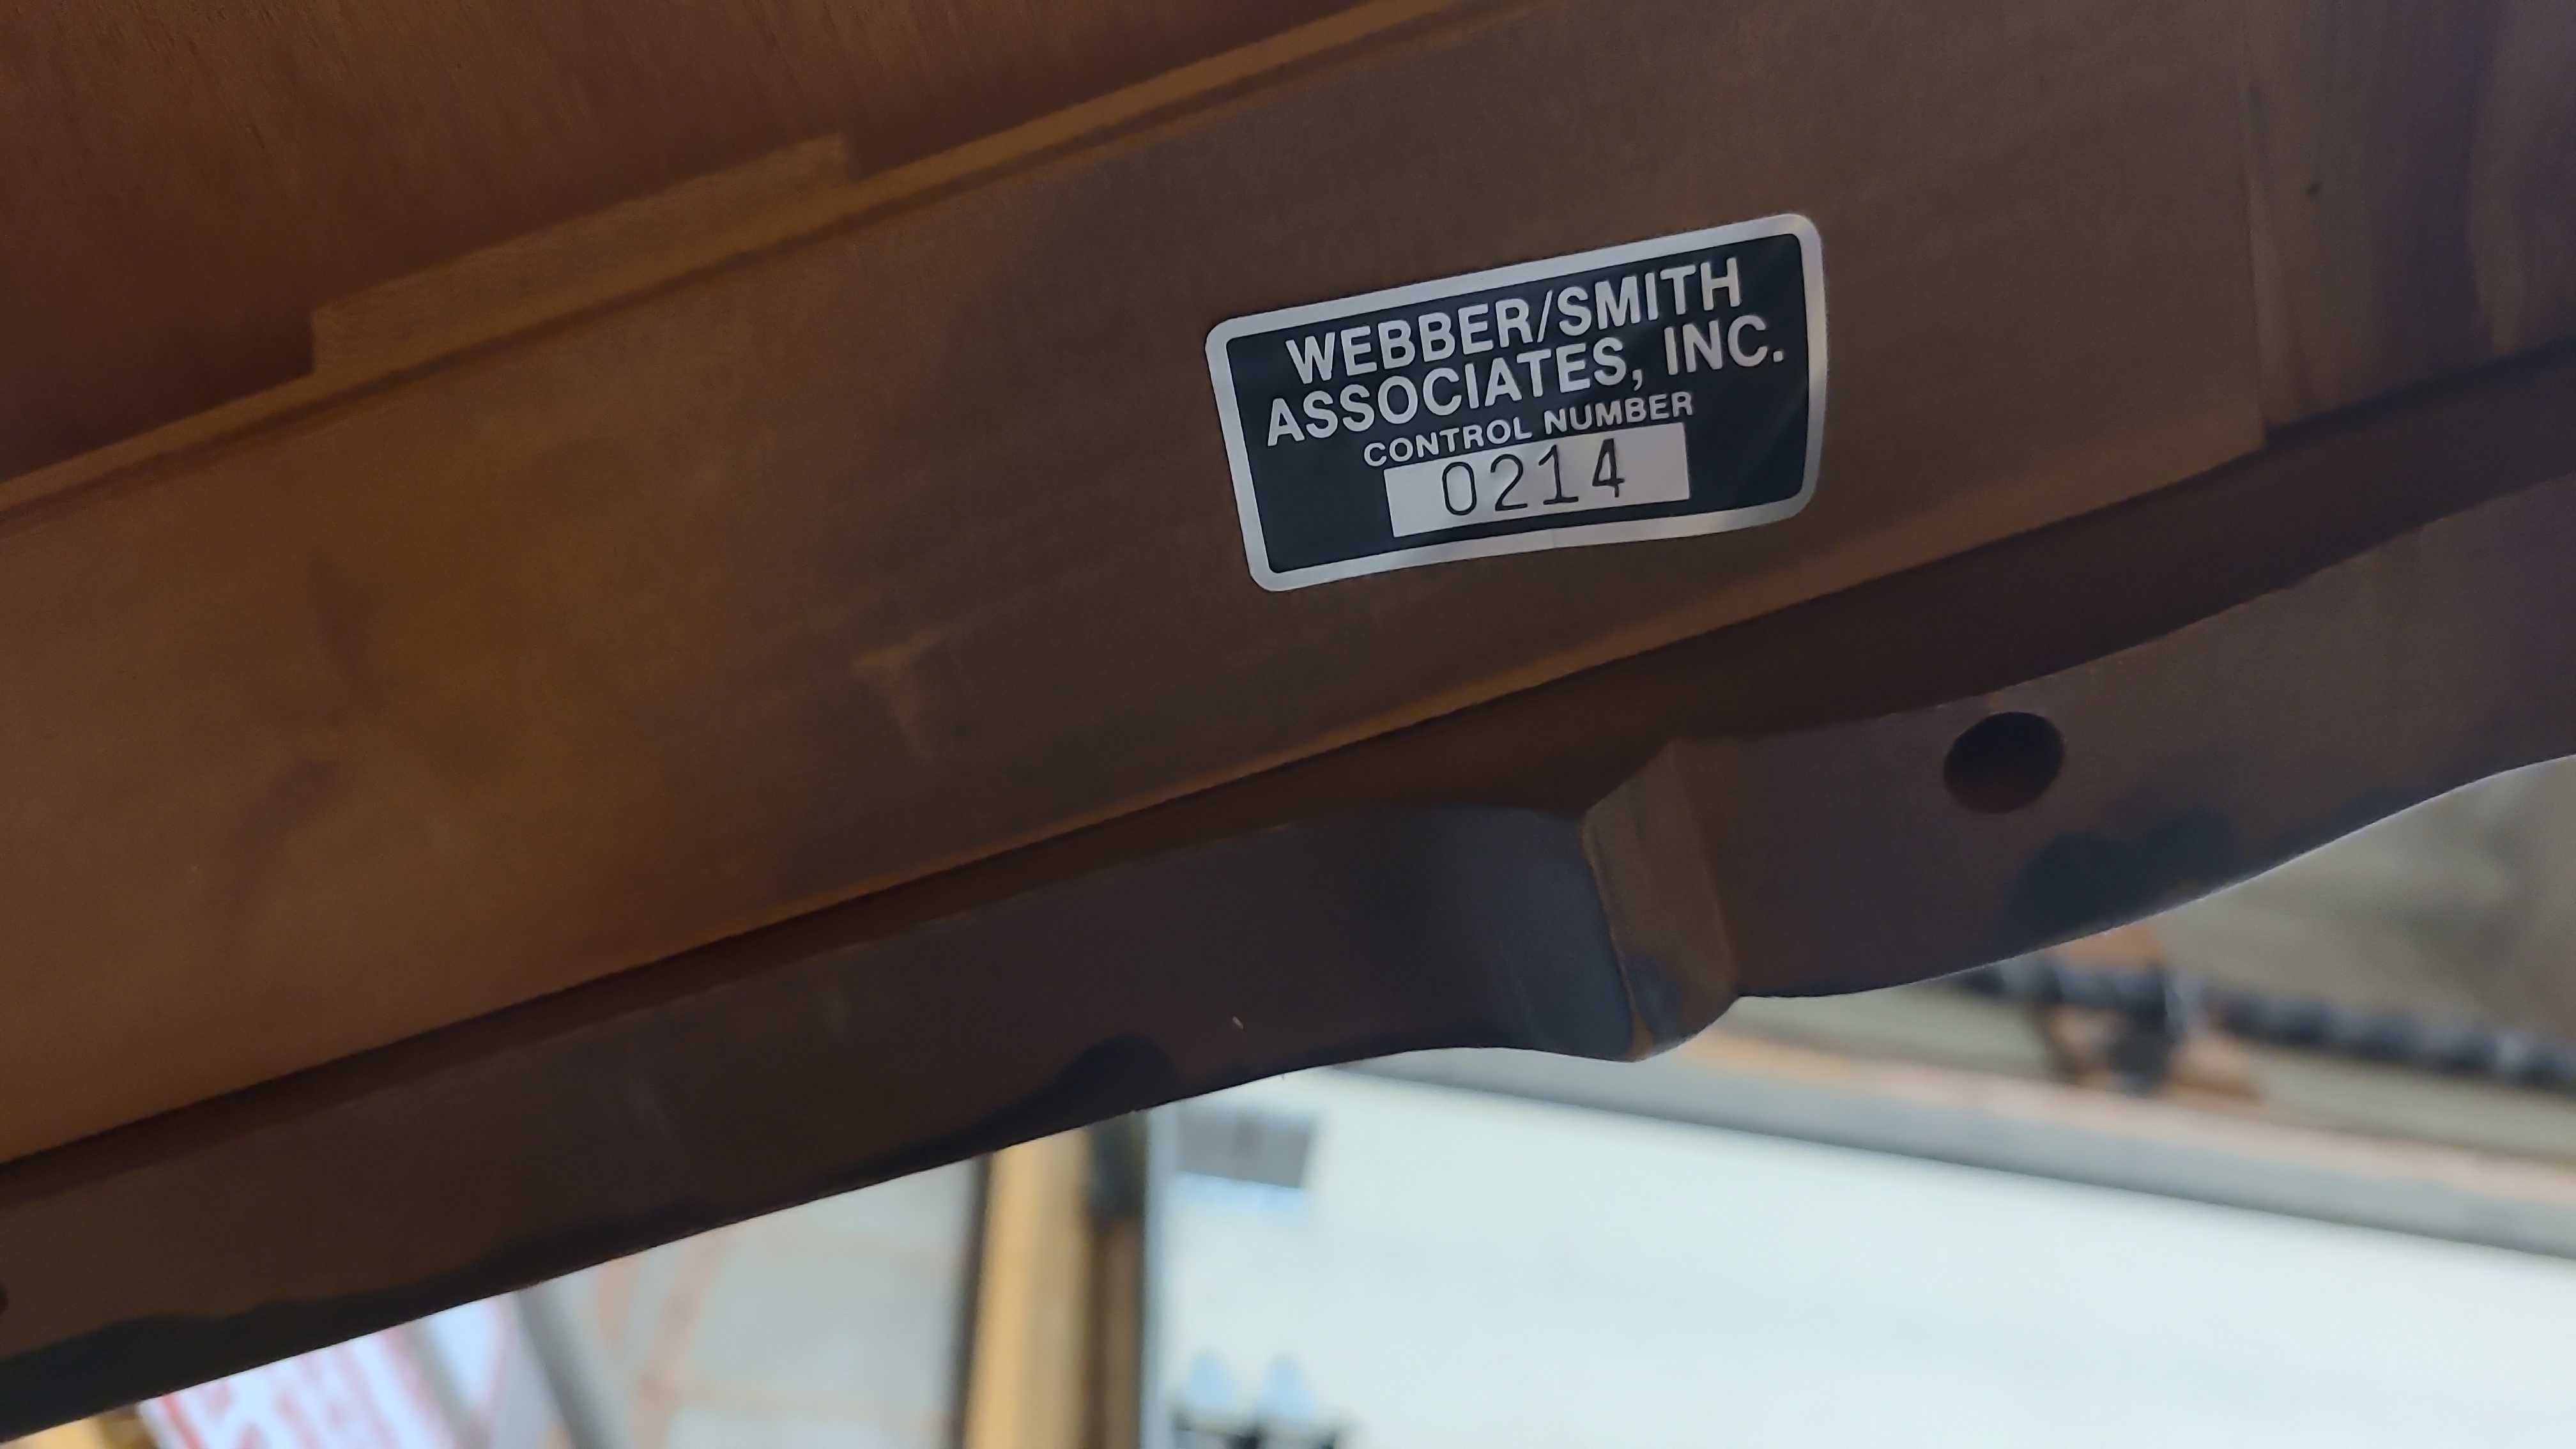 WEBBER/SMITH
ASSOCIATES, INC.
CONTROL NUMBER
0214